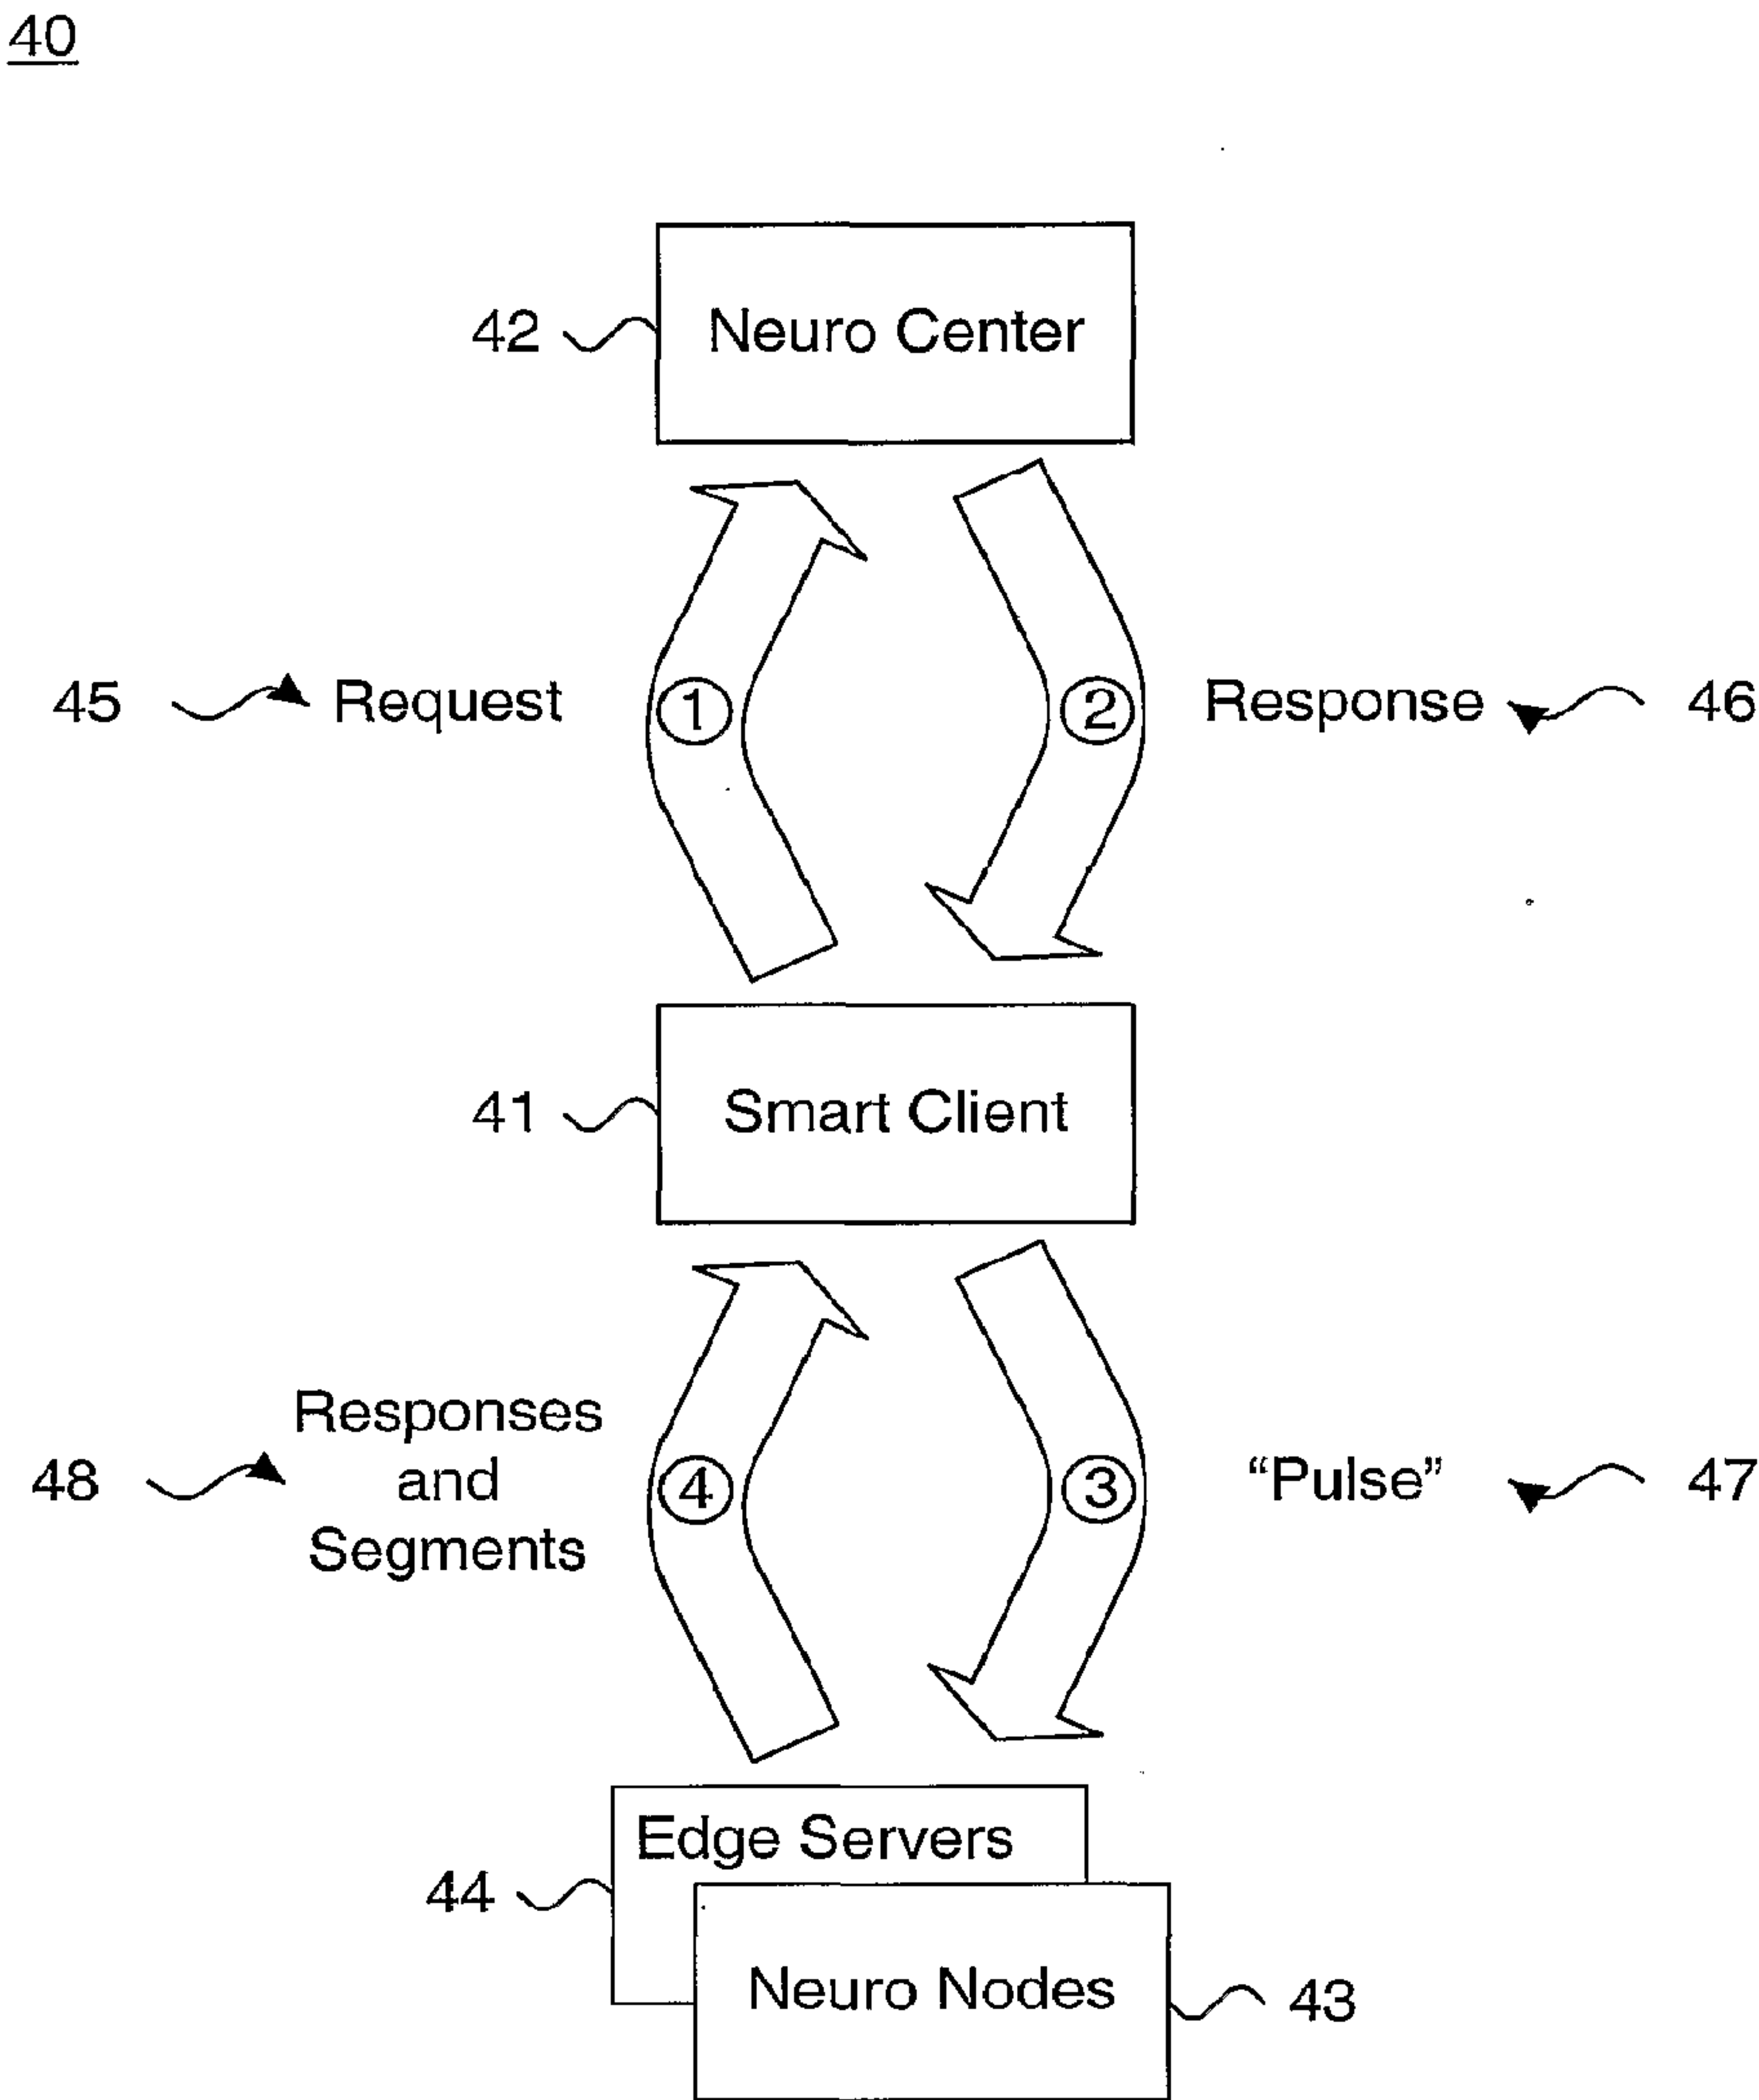 40
42
Neuro Center
45
Request
1
2
Response
46
41
Smart Client
48
Responses
and
Segments
4
3
“Pulse”
47
Edge Servers
44
Neuro Nodes
43